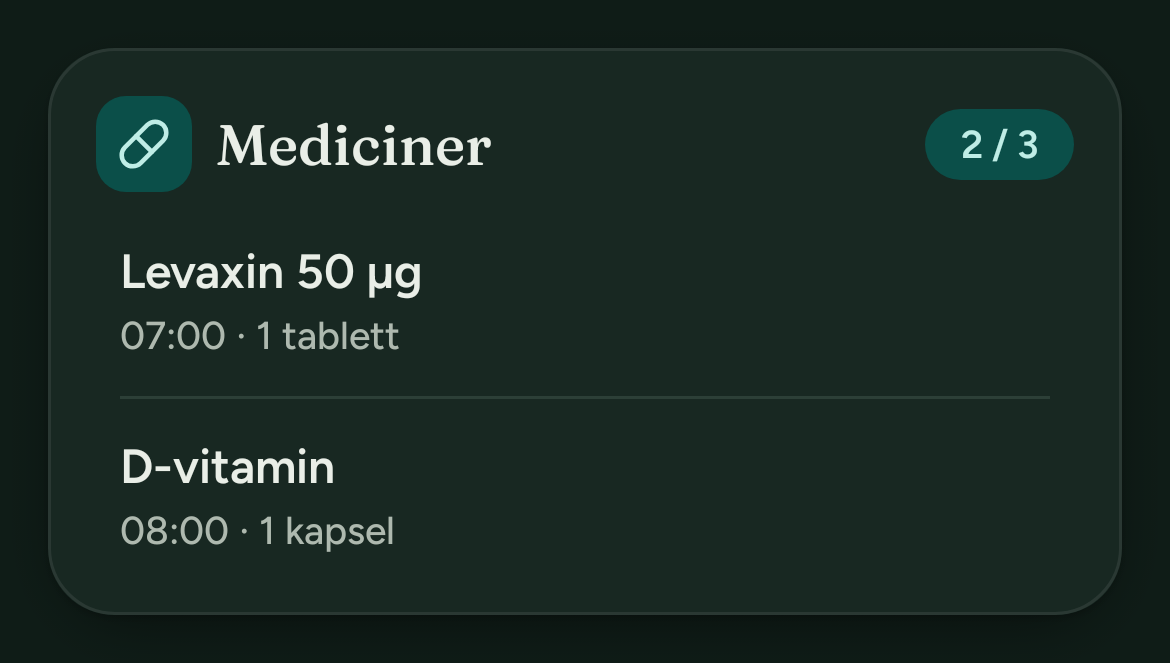 Mediciner
2 / 3
Levaxin 50 µg
07:00 · 1 tablett
D-vitamin
08:00 · 1 kapsel